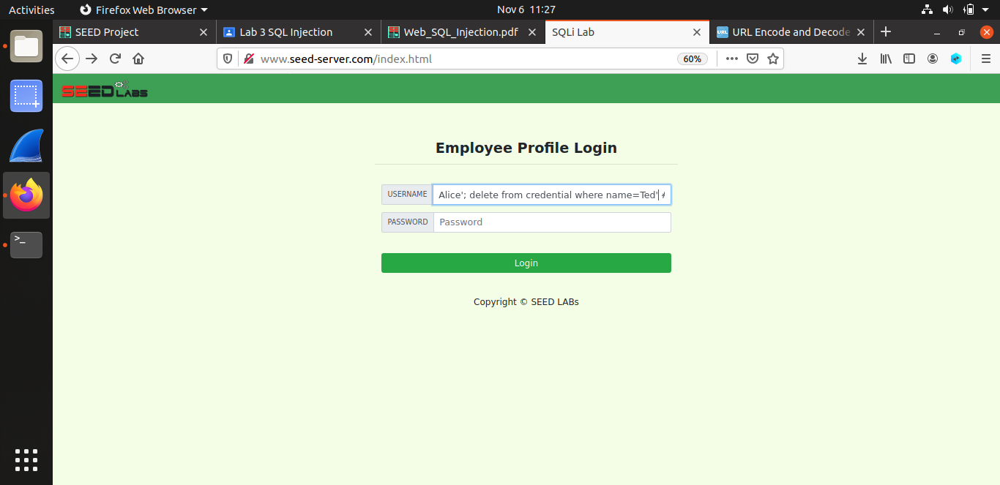 Activities Firefox Web Browser Nov 6 11:27
SEED Project Lab 3 SQL Injection Web_SQL_Injection.pdf SQLi Lab URL Encode and Decode
www.seed-server.com/index.html 60%
SEED LABS
Employee Profile Login
USERNAME Alice'; delete from credential where name=Ted' #
PASSWORD Password
Login
Copyright © SEED LABs